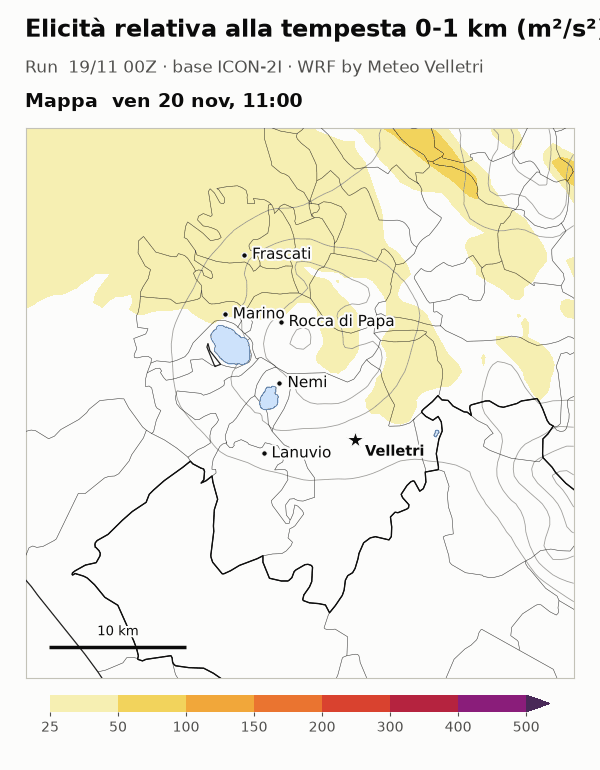 Elicità relativa alla tempesta 0-1 km (m²/s²)
Run 19/11 00Z · base ICON-2I · WRF by Meteo Velletri
Mappa ven 20 nov, 11:00
Frascati
Marino
Rocca di Papa
Nemi
Velletri
Lanuvio
10 km
25 50 100 150 200 300 400 500